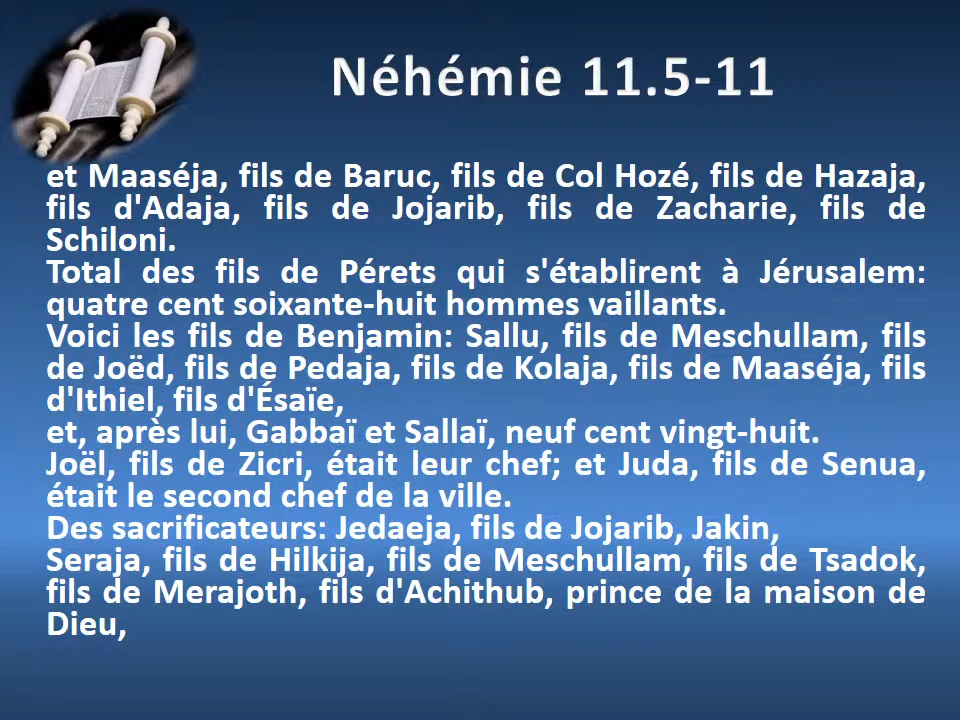 Néhémie 11.5-11
et Maaséja, fils de Baruc, fils de Col Hozé, fils de Hazaja,
fils d'Adaja, fils de Jojarib, fils de Zacharie, fils de
Schiloni.
Total des fils de Pérets qui s'établirent à Jérusalem:
quatre cent soixante-huit hommes vaillants.
Voici les fils de Benjamin: Sallu, fils de Meschullam, fils
de Joëd, fils de Pedaja, fils de Kolaja, fils de Maaséja, fils
d'Ithiel, fils d'Ésaïe,
et, après lui, Gabbaï et Sallaï, neuf cent vingt-huit.
Joël, fils de Zicri, était leur chef; et Juda, fils de Senua,
était le second chef de la ville.
Des sacrificateurs: Jedaeja, fils de Jojarib, Jakin,
Seraja, fils de Hilkija, fils de Meschullam, fils de Tsadok,
fils de Merajoth, fils d'Achithub, prince de la maison de
Dieu,